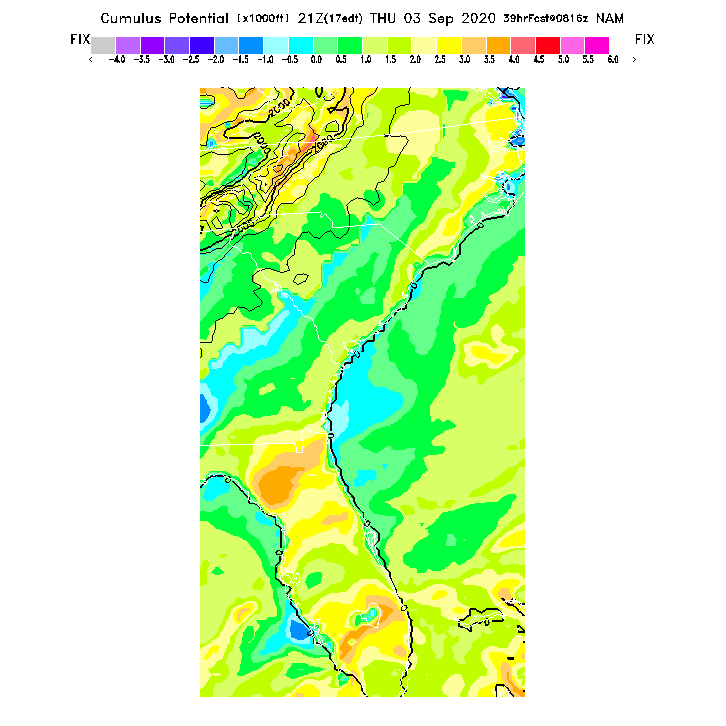 Cumulus Potential [x1000ft] 21Z(17edt) THU 03 Sep 2020 39hrFcst@0816z NAM
FIX FIX
< -4.0 -3.5 -3.0 -2.5 -2.0 -1.5 -1.0 -0.5 0.0 0.5 1.0 1.5 2.0 2.5 3.0 3.5 4.0 4.5 5.0 5.5 6.0 >
2000